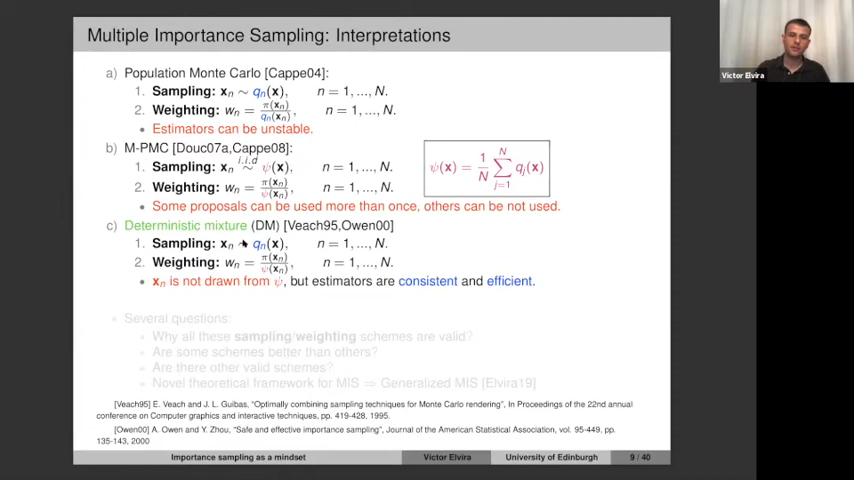 Multiple Importance Sampling: Interpretations
Victor Elvira
a) Population Monte Carlo [Cappe04]:
1. Sampling: xₙ ∼ qₙ(x), n = 1, ..., N.
2. Weighting: wₙ = π(xₙ)/qₙ(xₙ), n = 1, ..., N.
• Estimators can be unstable.
b) M-PMC [Douc07a,Cappe08]:
1. Sampling: xₙ i.i.d ∼ ψ(x), n = 1, ..., N.
2. Weighting: wₙ = π(xₙ)/ψ(xₙ), n = 1, ..., N.
ψ(x) = 1/N ∑_{j=1}^{N} qⱼ(x)
• Some proposals can be used more than once, others can be not used.
c) Deterministic mixture (DM) [Veach95,Owen00]
1. Sampling: xₙ ∼ qₙ(x), n = 1, ..., N.
2. Weighting: wₙ = π(xₙ)/ψ(xₙ), n = 1, ..., N.
• xₙ is not drawn from ψ, but estimators are consistent and efficient.
• Several questions:
• Why all these sampling/weighting schemes are valid?
• Are some schemes better than others?
• Are there other valid schemes?
• Novel theoretical framework for MIS ⇒ Generalized MIS [Elvira19]
[Veach95] E. Veach and J. L. Guibas, "Optimally combining sampling techniques for Monte Carlo rendering", In Proceedings of the 22nd annual
conference on Computer graphics and interactive techniques, pp. 419-428, 1995.
[Owen00] A. Owen and Y. Zhou, "Safe and effective importance sampling", Journal of the American Statistical Association, vol. 95-449, pp.
135-143, 2000
Importance sampling as a mindset Víctor Elvira University of Edinburgh 9 / 40